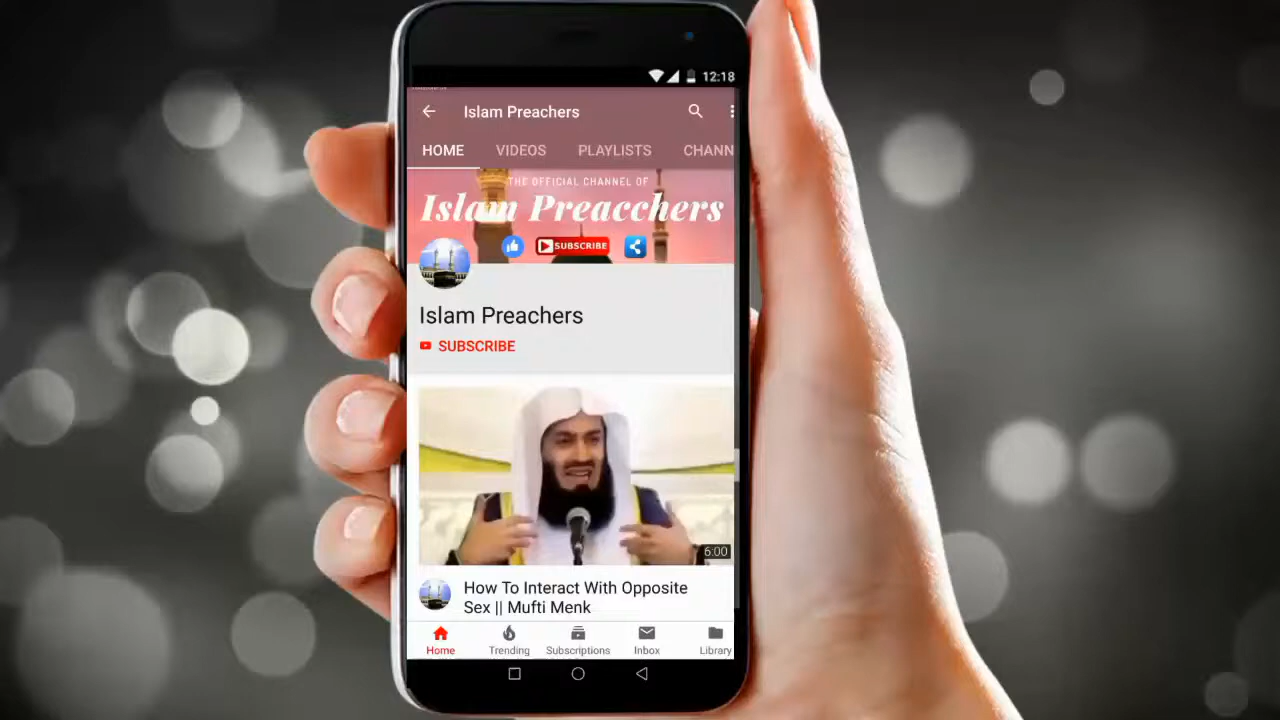 12:18
Islam Preachers
HOME VIDEOS PLAYLISTS CHANN
THE OFFICIAL CHANNEL OF
Islam Preacchers
SUBSCRIBE
Islam Preachers
SUBSCRIBE
6:00
How To Interact With Opposite
Sex || Mufti Menk
Home Trending Subscriptions Inbox Library